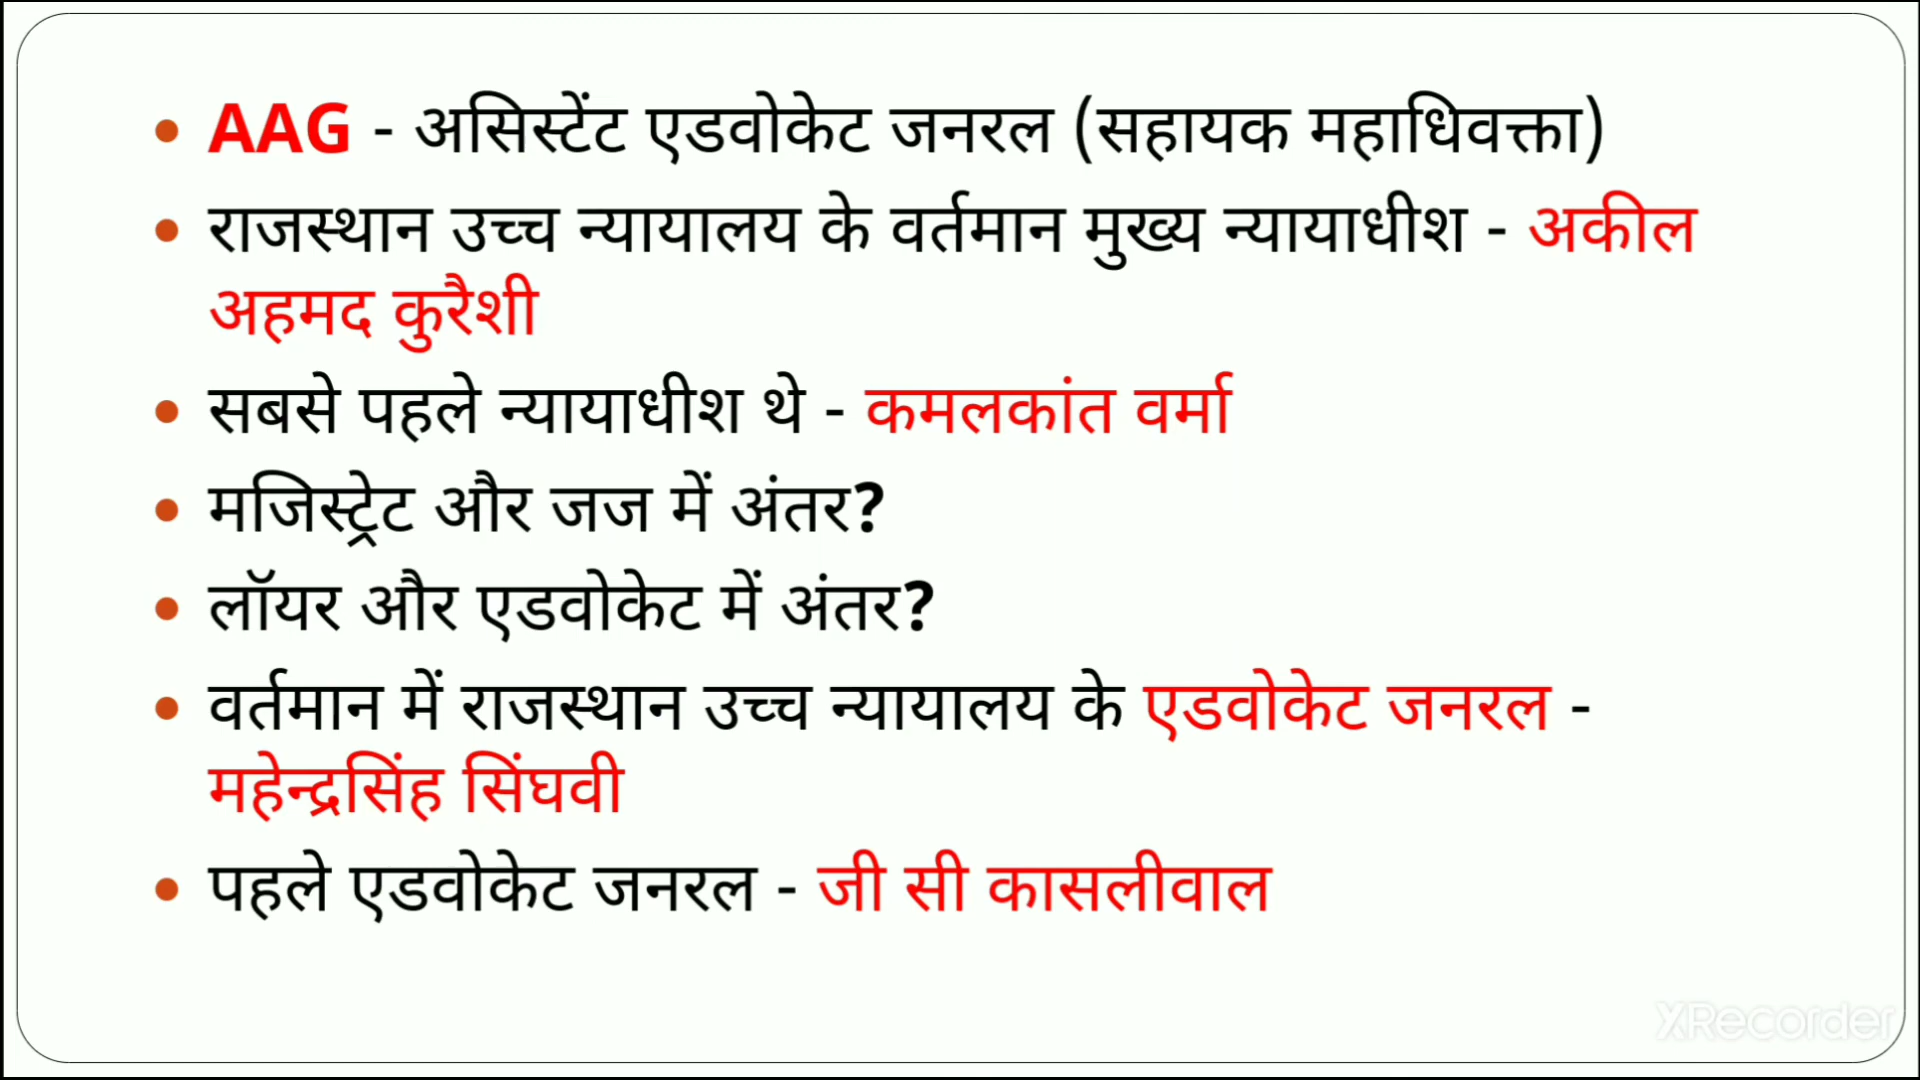 • AAG - असिस्टेंट एडवोकेट जनरल (सहायक महाधिवक्ता)
• राजस्थान उच्च न्यायालय के वर्तमान मुख्य न्यायाधीश - अकील
अहमद कुरैशी
• सबसे पहले न्यायाधीश थे - कमलकांत वर्मा
• मजिस्ट्रेट और जज में अंतर?
• लॉयर और एडवोकेट में अंतर?
• वर्तमान में राजस्थान उच्च न्यायालय के एडवोकेट जनरल -
महेन्द्रसिंह सिंघवी
• पहले एडवोकेट जनरल - जी सी कासलीवाल
XRecorder